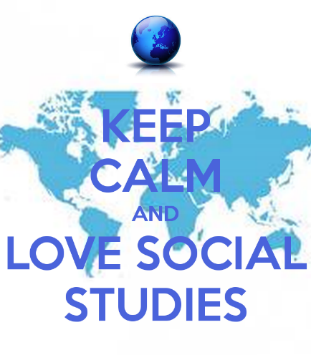 KEEP
CALM
AND
LOVE SOCIAL
STUDIES